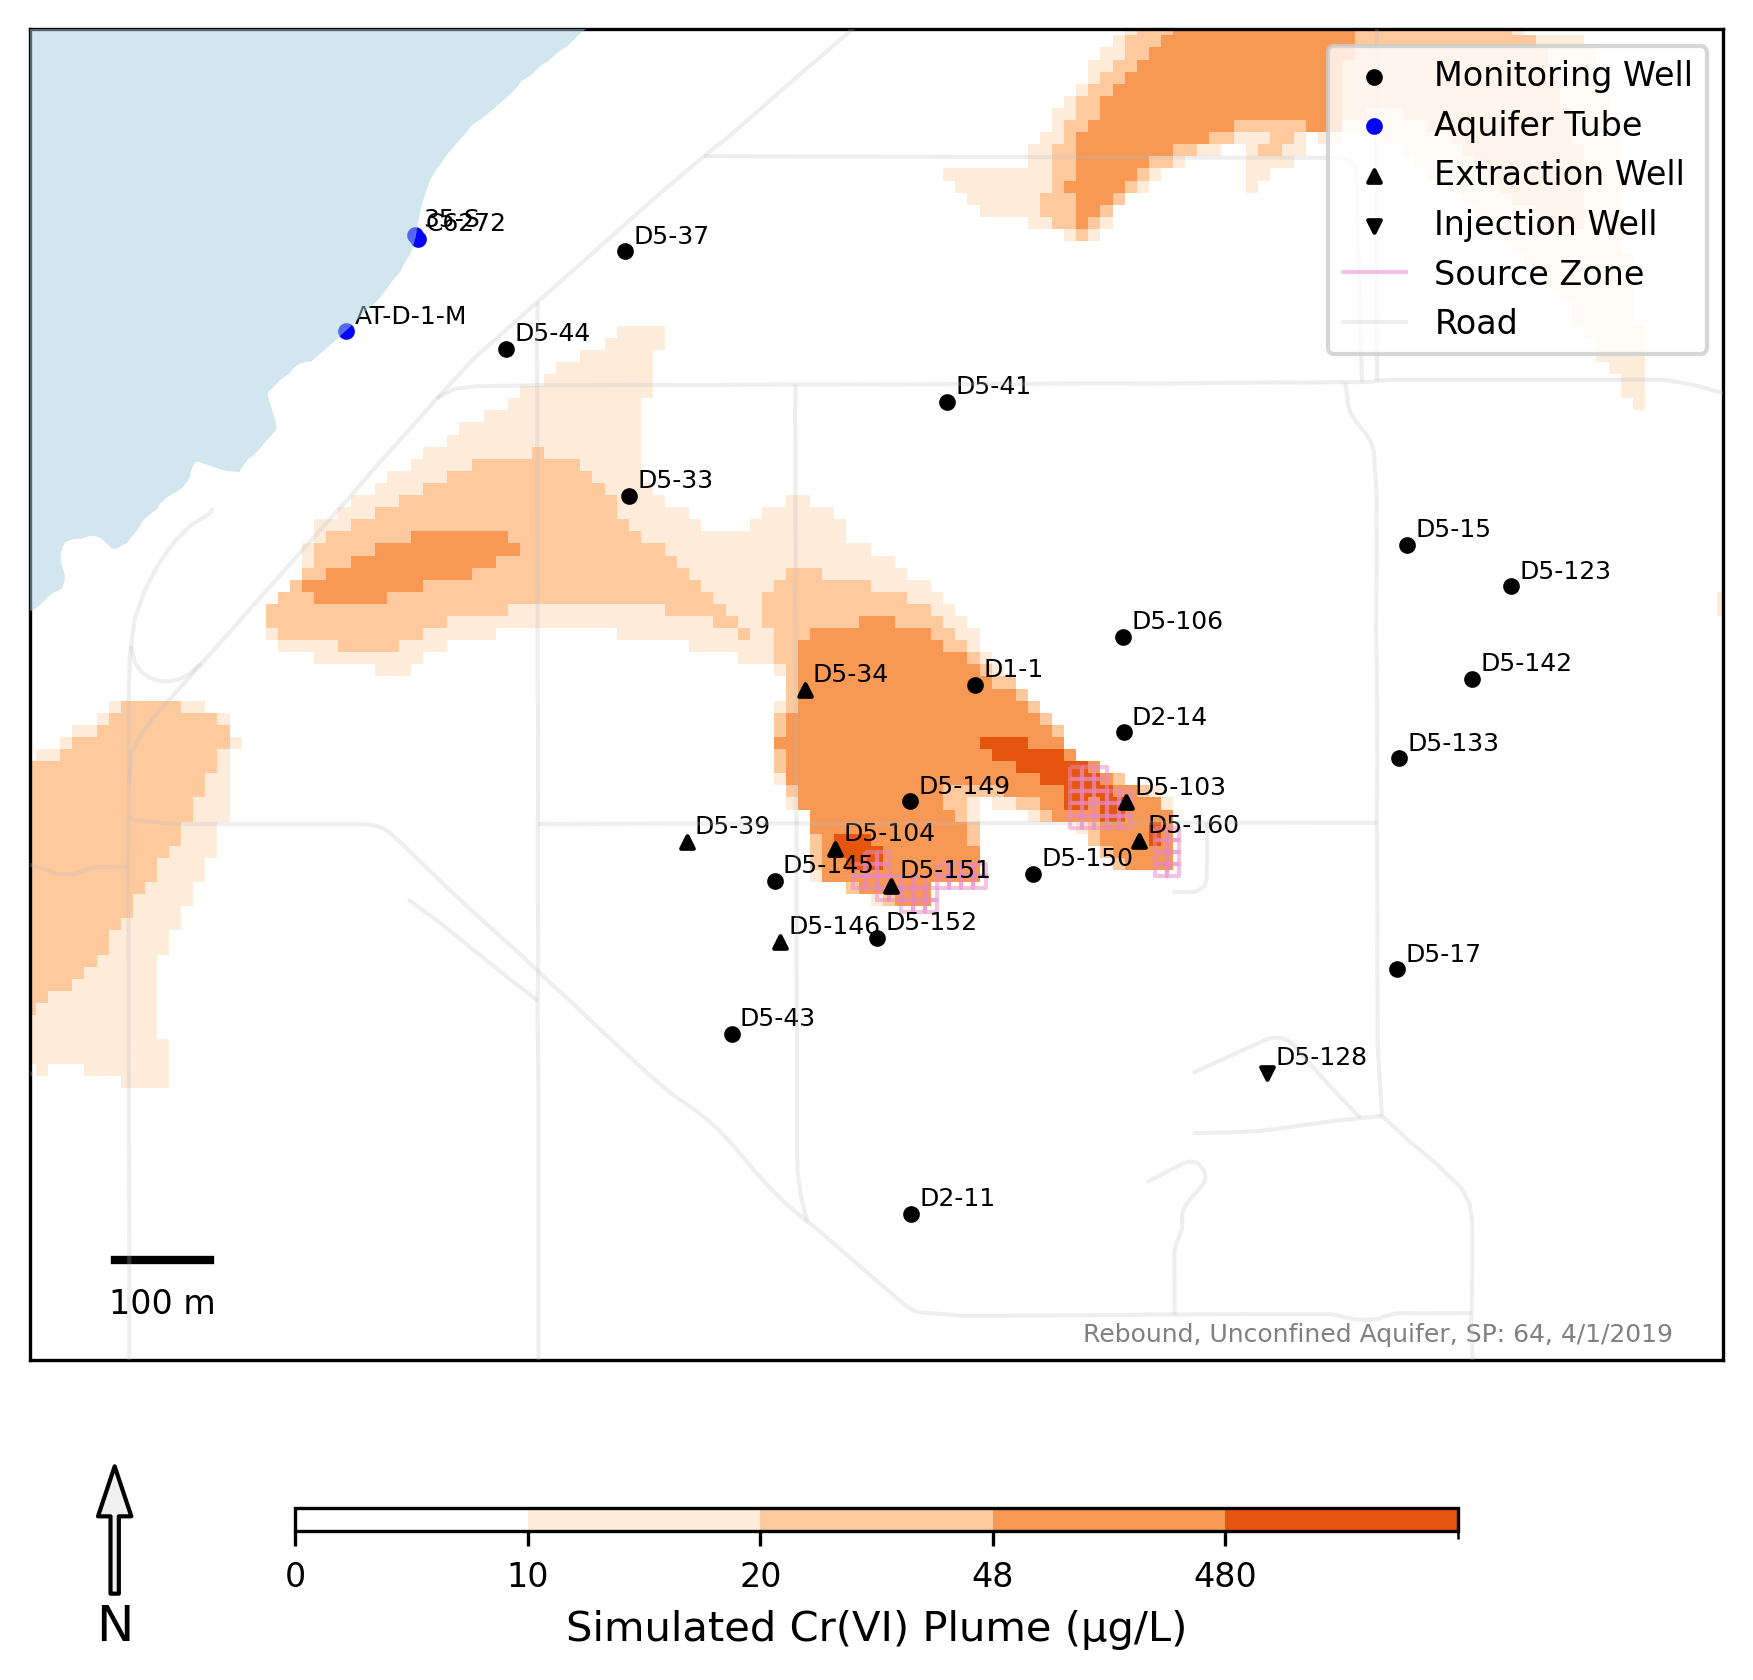 Monitoring Well
Aquifer Tube
Extraction Well
Injection Well
Source Zone
Road
35-S
C6272
D5-37
AT-D-1-M
D5-44
D5-41
D5-33
D5-15
D5-123
D5-106
D5-142
D1-1
D5-34
D2-14
D5-133
D5-149
D5-103
D5-39
D5-160
D5-104
D5-145
D5-150
D5-151
D5-146
D5-152
D5-17
D5-43
D5-128
D2-11
100 m
Rebound, Unconfined Aquifer, SP: 64, 4/1/2019
0 10 20 48 480
Simulated Cr(VI) Plume (μg/L)
N